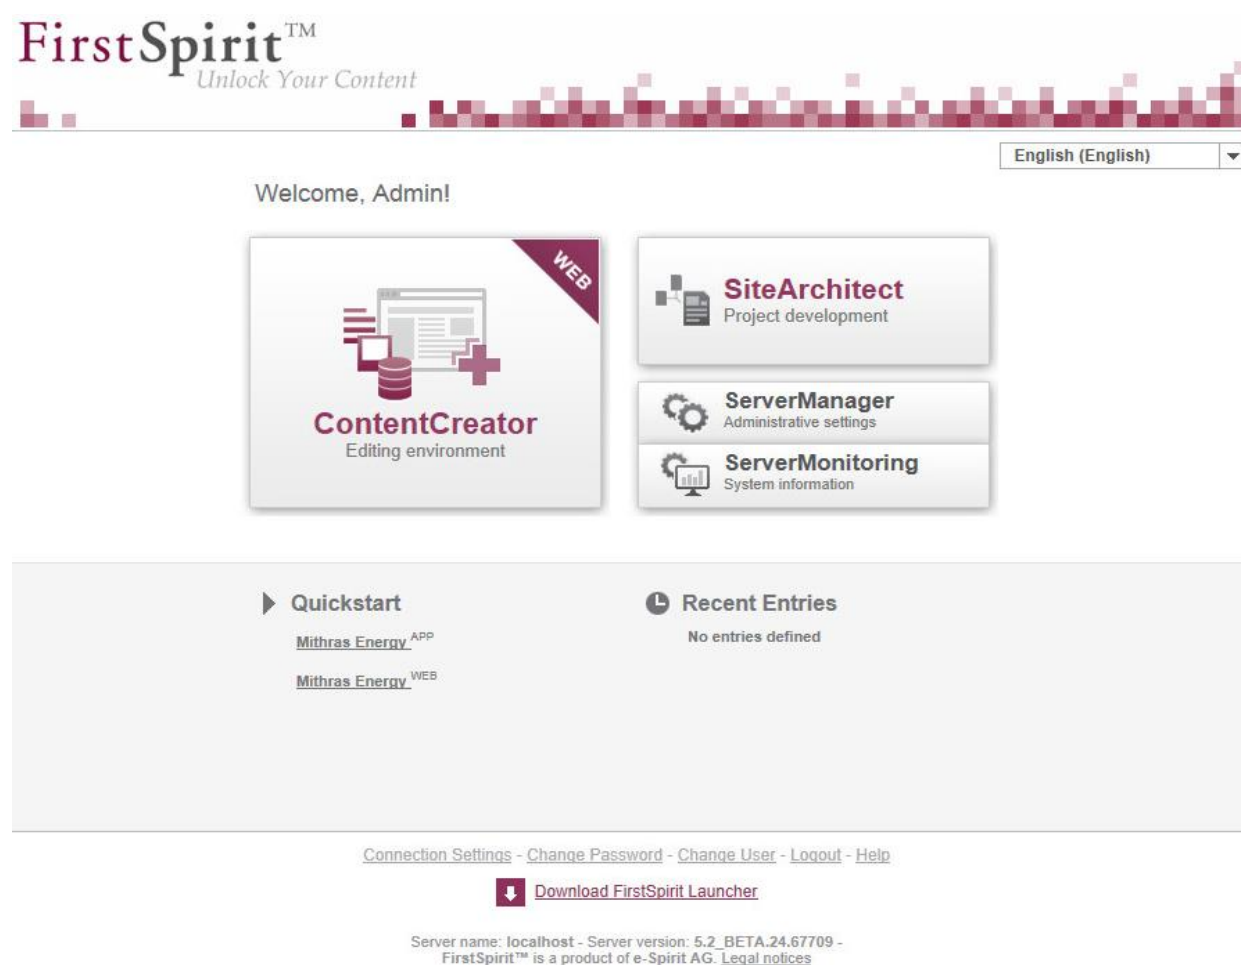 FirstSpirit™
Unlock Your Content
English (English)
Welcome, Admin!
WEB
ContentCreator
Editing environment
SiteArchitect
Project development
ServerManager
Administrative settings
ServerMonitoring
System information
Quickstart
Mithras Energy APP
Mithras Energy WEB
Recent Entries
No entries defined
Connection Settings - Change Password - Change User - Logout - Help
Download FirstSpirit Launcher
Server name: localhost - Server version: 5.2_BETA.24.67709 -
FirstSpirit™ is a product of e-Spirit AG. Legal notices